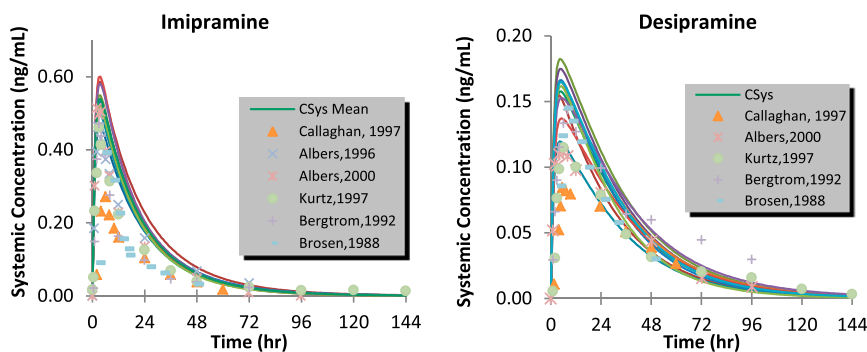 Imipramine
Systemic Concentration (ng/mL)
0.60
0.40
0.20
0.00
CSys Mean
Callaghan, 1997
Albers,1996
Albers,2000
Kurtz,1997
Bergtrom,1992
Brosen,1988
0 24 48 72 96 120 144
Time (hr)
Desipramine
Systemic Concentration (ng/mL)
0.20
0.15
0.10
0.05
0.00
CSys
Callaghan, 1997
Albers,2000
Kurtz,1997
Bergtrom,1992
Brosen,1988
0 24 48 72 96 120 144
Time (hr)